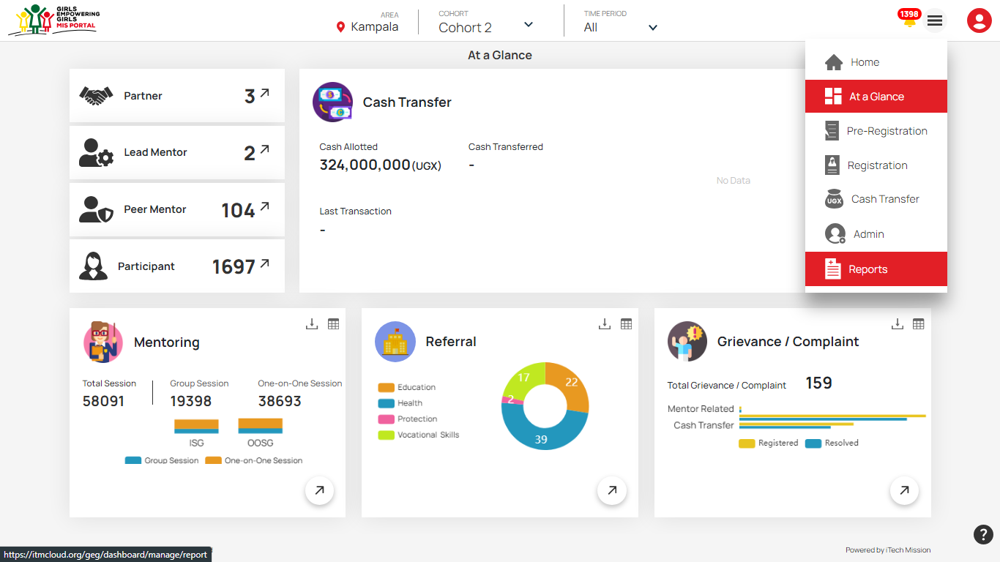 GIRLS
EMPOWERING
GIRLS
MIS PORTAL
AREA
Kampala
COHORT
Cohort 2
TIME PERIOD
All
1398
At a Glance
Home
At a Glance
Pre-Registration
Registration
UGX
Cash Transfer
Admin
Reports
Partner
3
Lead Mentor
2
Peer Mentor
104
Participant
1697
Cash Transfer
Cash Allotted
324,000,000(UGX)
Cash Transferred
-
No Data
Last Transaction
-
Mentoring
Total Session
58091
Group Session
19398
One-on-One Session
38693
ISG
OOSG
Group Session
One-on-One Session
Referral
Education
Health
Protection
Vocational Skills
17
22
2
39
Grievance / Complaint
Total Grievance / Complaint
159
Mentor Related
Cash Transfer
Registered
Resolved
?
Powered by iTech Mission
https://itmcloud.org/geg/dashboard/manage/report